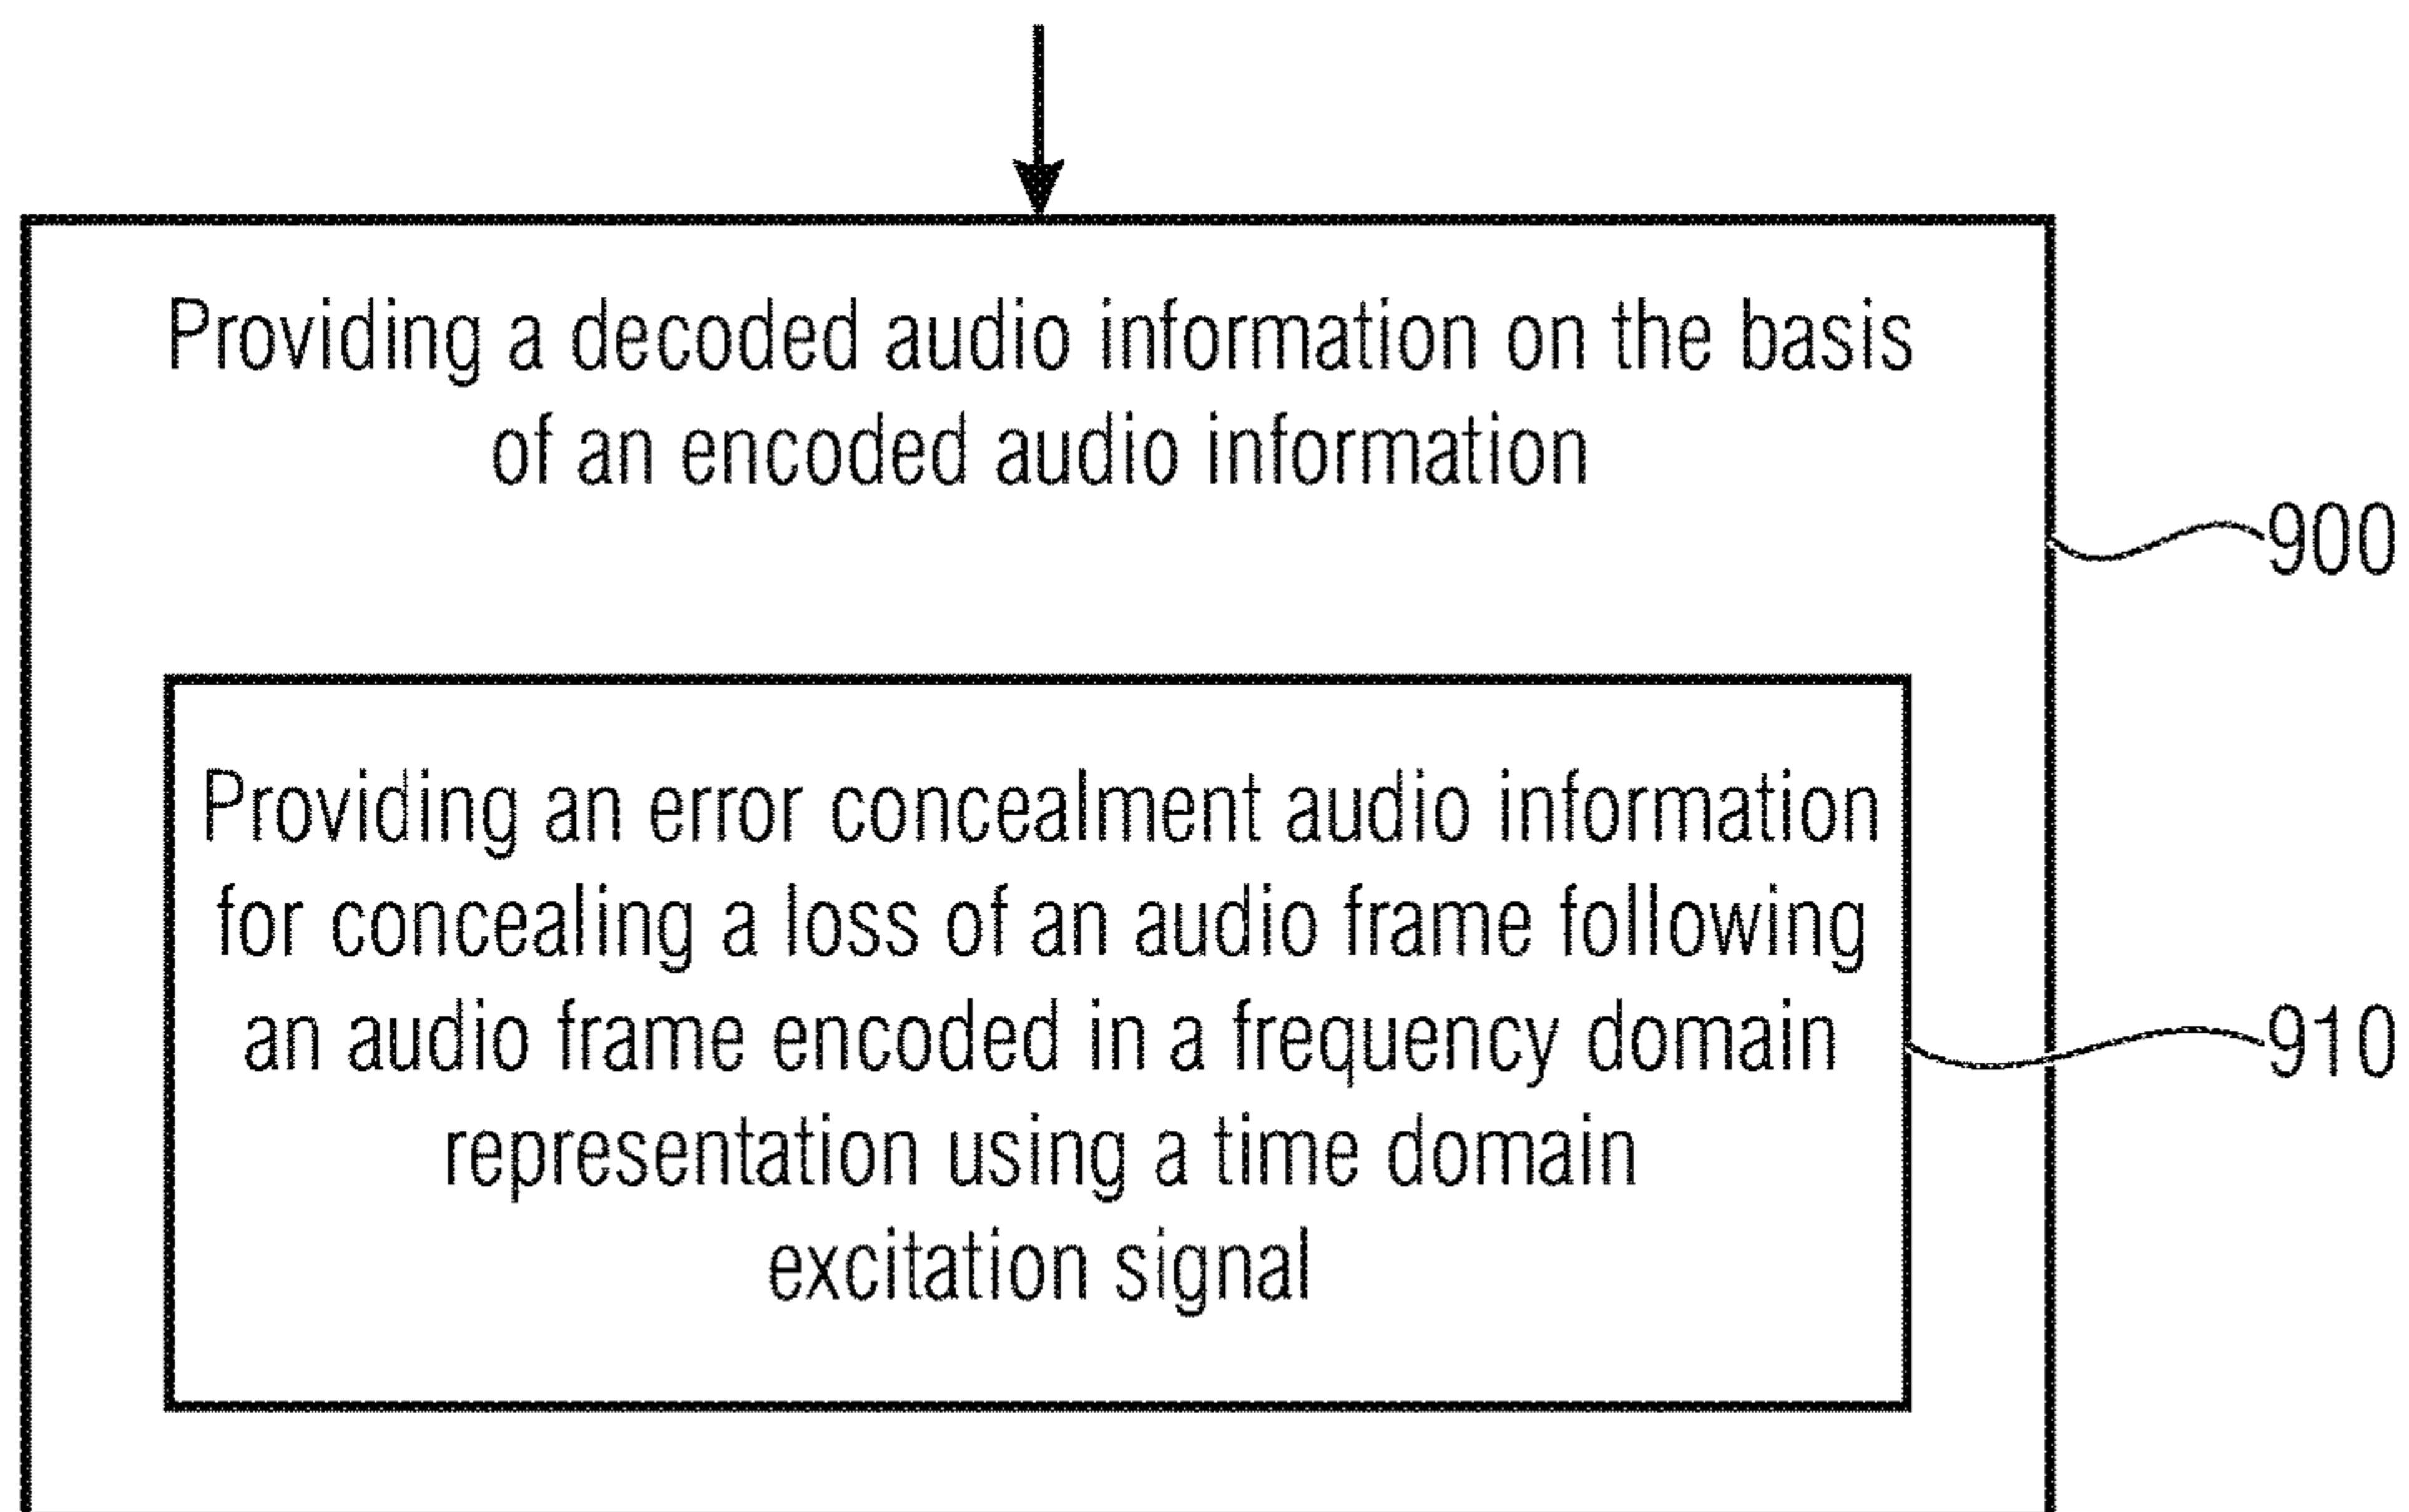 Providing a decoded audio information on the basis
of an encoded audio information
900
Providing an error concealment audio information
for concealing a loss of an audio frame following
an audio frame encoded in a frequency domain
910
representation using a time domain
excitation signal